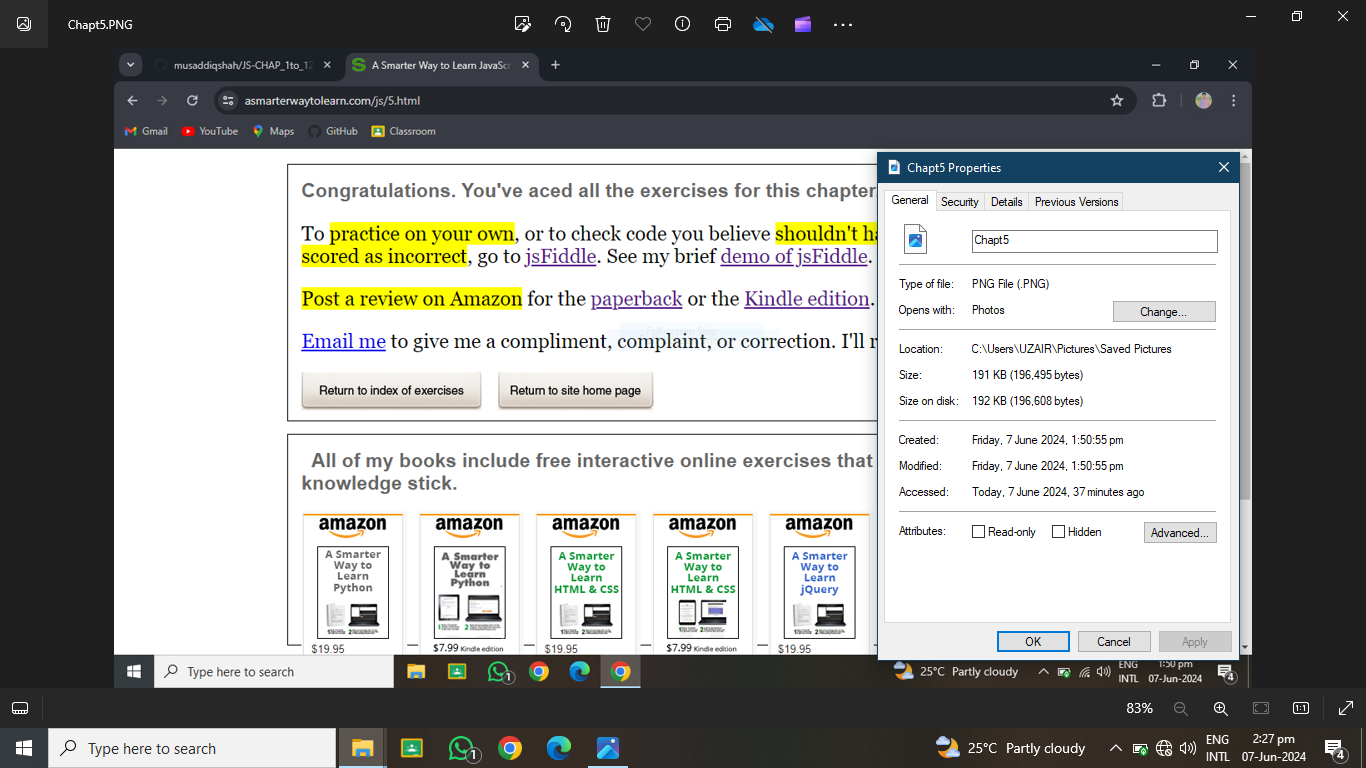 Chapt5.PNG
musaddiqshah/JS-CHAP_1to_12
A Smarter Way to Learn JavaScr
asmarterwaytolearn.com/js/5.html
Gmail YouTube Maps GitHub Classroom
Congratulations. You've aced all the exercises for this chapter.
To practice on your own, or to check code you believe shouldn't ha
scored as incorrect, go to jsFiddle. See my brief demo of jsFiddle.
Post a review on Amazon for the paperback or the Kindle edition.
Email me to give me a compliment, complaint, or correction. I'll r
Return to index of exercises Return to site home page
All of my books include free interactive online exercises that
knowledge stick.
amazon amazon amazon amazon amazon
A Smarter
Way to
Learn
Python
A Smarter
Way to
Learn
Python
A Smarter
Way to
Learn
HTML & CSS
A Smarter
Way to
Learn
HTML & CSS
A Smarter
Way to
Learn
jQuery
$19.95 $7.99 Kindle edition $19.95 $7.99 Kindle edition $19.95
Chapt5 Properties
General Security Details Previous Versions
Chapt5
Type of file: PNG File (.PNG)
Opens with: Photos Change...
Location: C:\Users\UZAIR\Pictures\Saved Pictures
Size: 191 KB (196,495 bytes)
Size on disk: 192 KB (196,608 bytes)
Created: Friday, 7 June 2024, 1:50:55 pm
Modified: Friday, 7 June 2024, 1:50:55 pm
Accessed: Today, 7 June 2024, 37 minutes ago
Attributes: Read-only Hidden Advanced...
OK Cancel Apply
Type here to search
1
25°C Partly cloudy
ENG
INTL
1:50 pm
07-Jun-2024
4
83%
1:1
Type here to search
1
25°C Partly cloudy
ENG
INTL
2:27 pm
07-Jun-2024
4